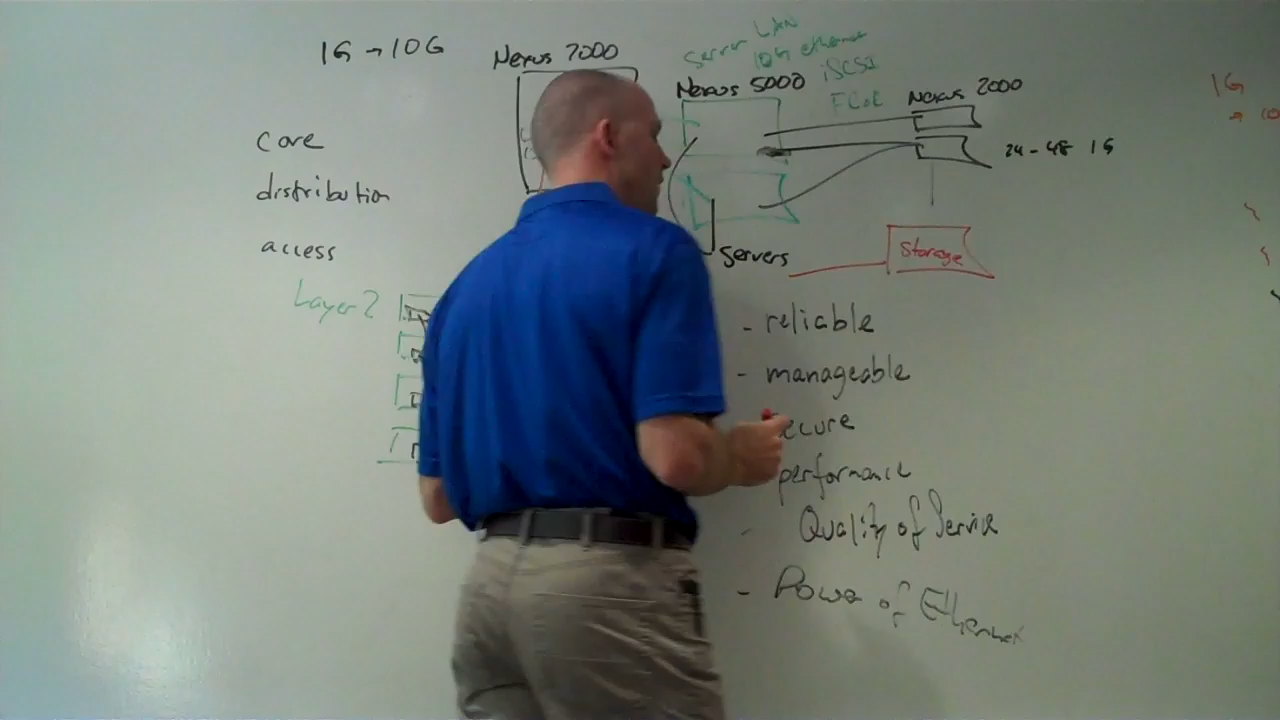 1G → 10G
Nexus 7000
Server LAN
10G ethernet
iSCSI
FCoE
Nexus 5000
Nexus 2000
24-48 1G
1G
→ 10
core
distribution
access
Layer 2
Servers
Storage
- reliable
- manageable
ecure
performance
- Quality of Service
- Power of Ethernet